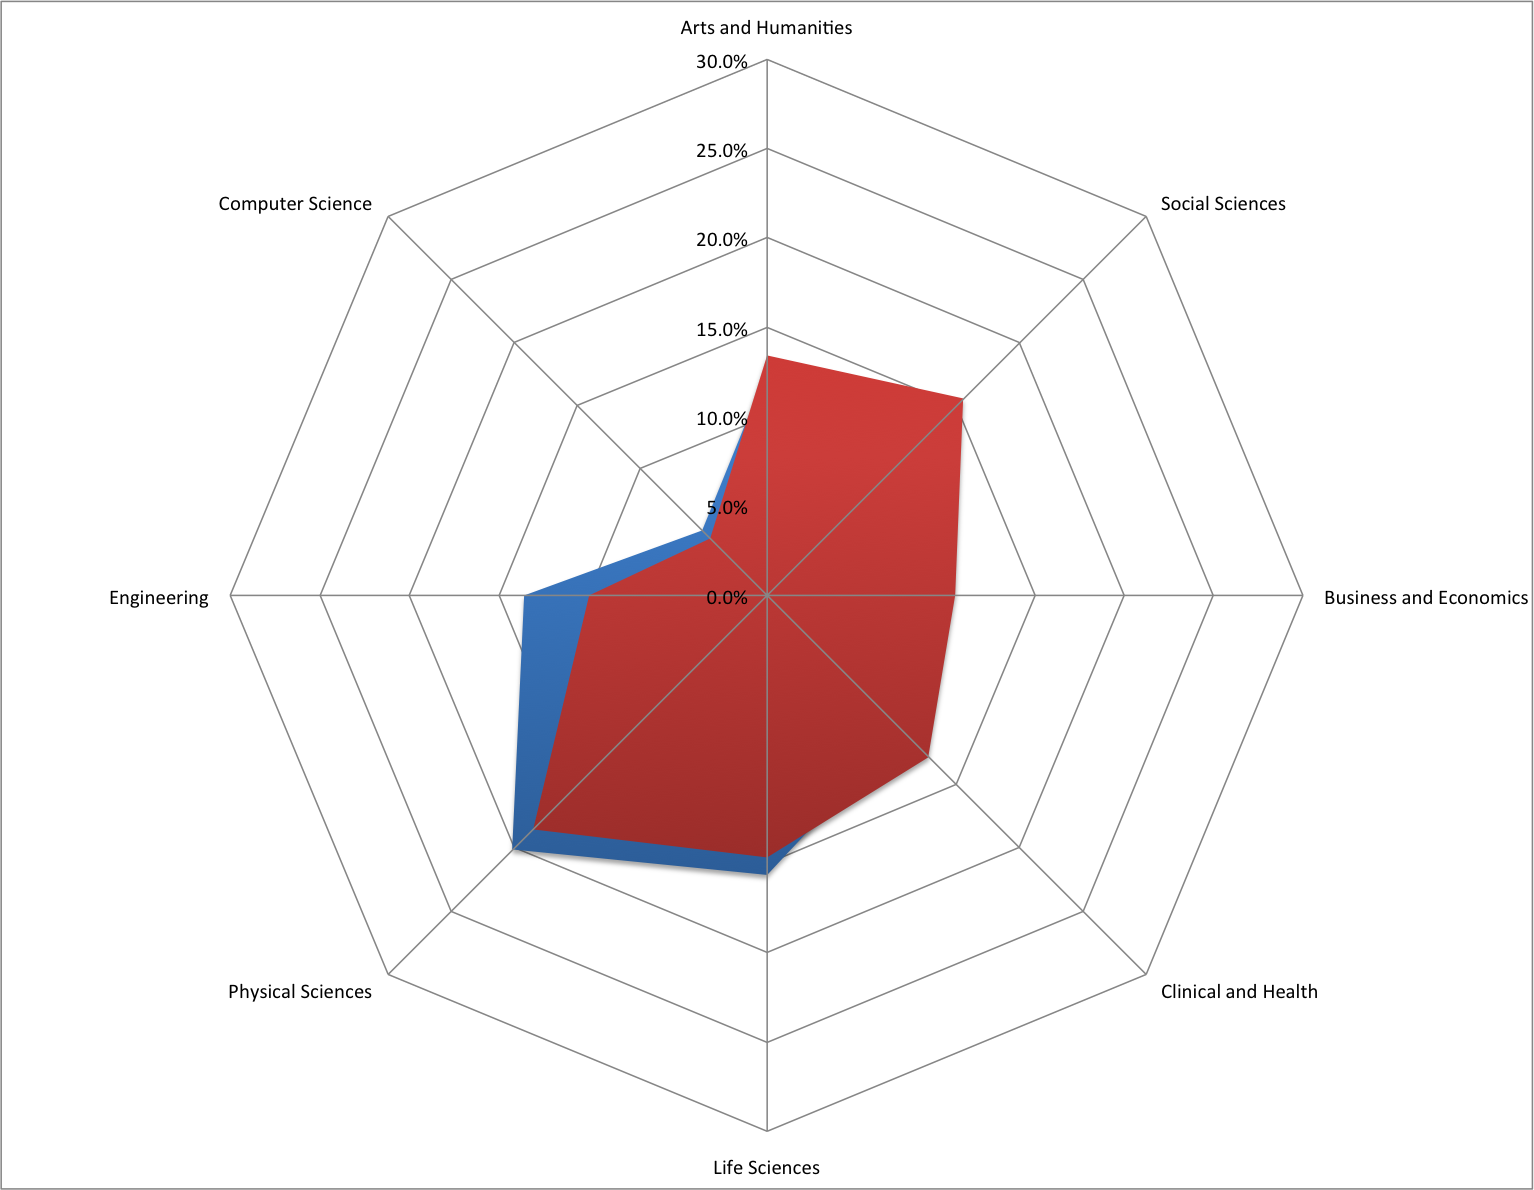 Arts and Humanities
30.0%
25.0%
Computer Science
Social Sciences
20.0%
15.0%
10.0%
5.0%
Engineering
0.0%
Business and Economics
Physical Sciences
Clinical and Health
Life Sciences